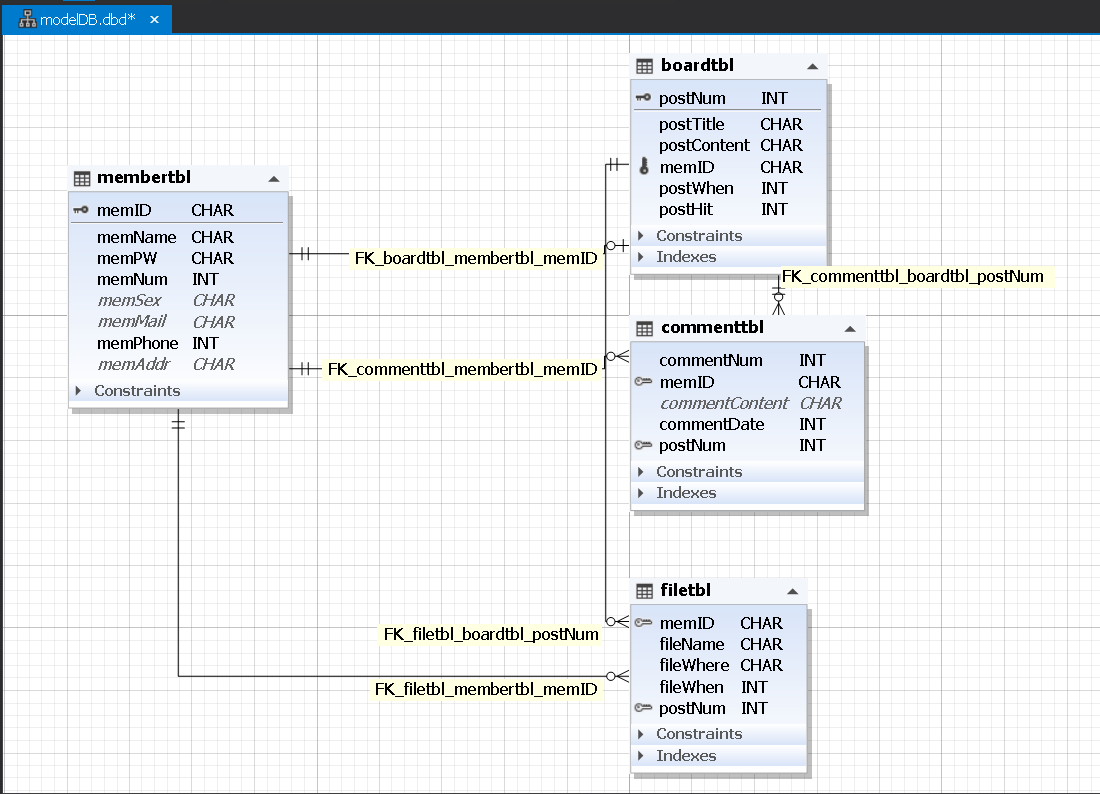 modelDB.dbd* ×
boardtbl
postNum INT
postTitle CHAR
postContent CHAR
memID CHAR
postWhen INT
postHit INT
Constraints
Indexes
membertbl
memID CHAR
memName CHAR
memPW CHAR
memNum INT
memSex CHAR
memMail CHAR
memPhone INT
memAddr CHAR
Constraints
FK_boardtbl_membertbl_memID
FK_commenttbl_boardtbl_postNum
commenttbl
commentNum INT
memID CHAR
commentContent CHAR
commentDate INT
postNum INT
Constraints
Indexes
FK_commenttbl_membertbl_memID
filetbl
memID CHAR
fileName CHAR
fileWhere CHAR
fileWhen INT
postNum INT
Constraints
Indexes
FK_filetbl_boardtbl_postNum
FK_filetbl_membertbl_memID